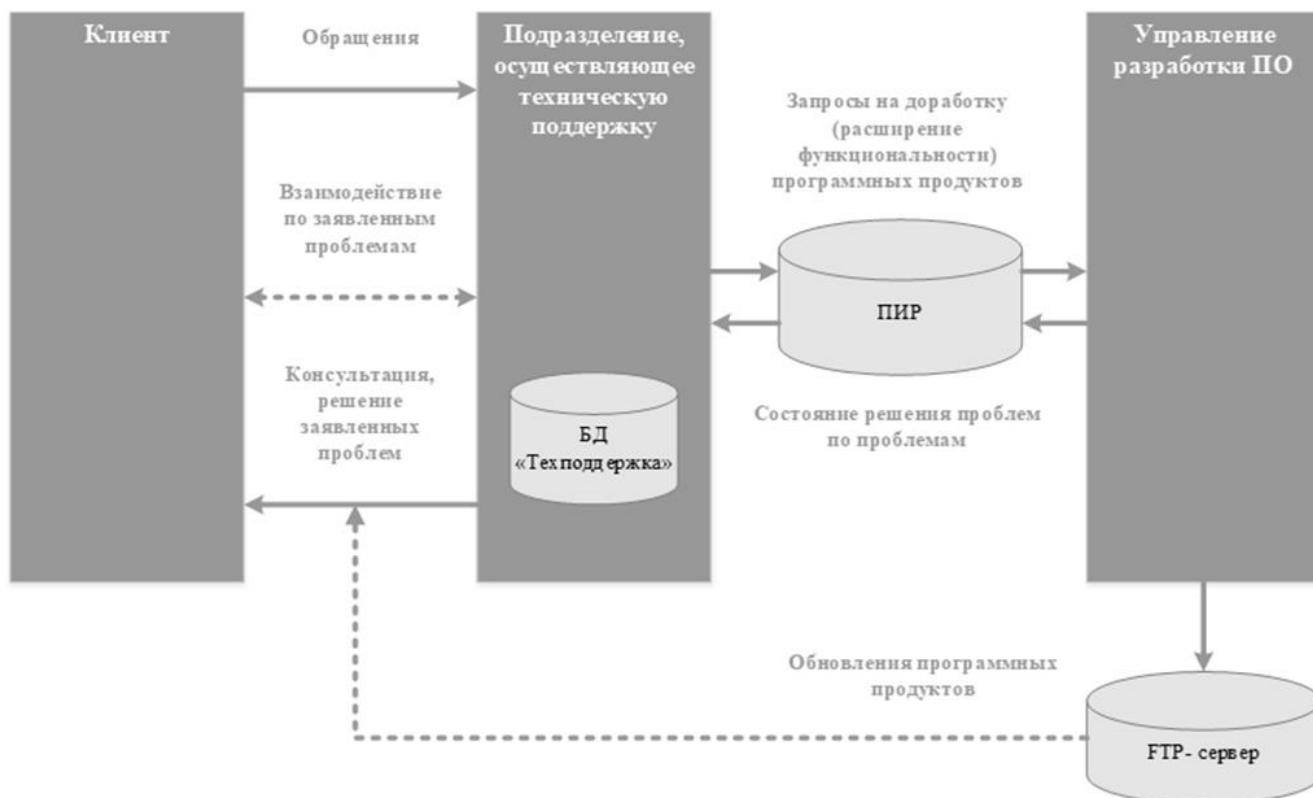 Клиент
Обращения
Подразделение,
осуществляющее
техническую
поддержку
Управление
разработки ПО
Запросы на доработку
(расширение
функциональности)
программных продуктов
Взаимодействие
по заявленным
проблемам
ПИР
Консультация,
решение
заявленных
проблем
БД
«Техподдержка»
Состояние решения проблем
по проблемам
Обновления программных
продуктов
FTP- сервер